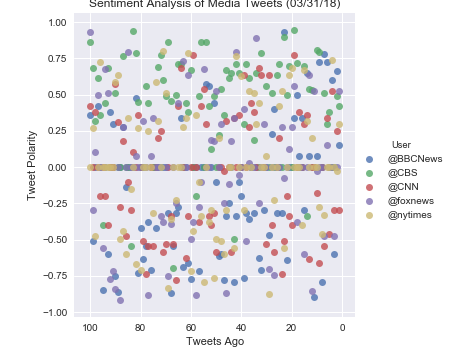 Sentiment Analysis of Media Tweets (03/31/18)
1.00
0.75
0.50
0.25
0.00
−0.25
−0.50
−0.75
−1.00
Tweet Polarity
100
80
60
40
20
0
Tweets Ago
User
@BBCNews
@CBS
@CNN
@foxnews
@nytimes